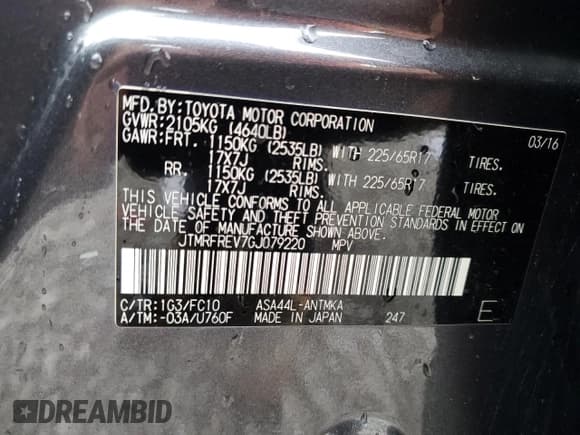 MFD.BY:TOYOTA MOTOR CORPORATION 03/16
GVWR:2105KG (4640LB)
GAWR:FRT. 1150KG (2535LB) WITH 225/65R17 TIRES.
17X7J RIMS.
RR. 1150KG (2535LB) WITH 225/65R17 TIRES.
17X7J RIMS.
THIS VEHICLE CONFORMS TO ALL APPLICABLE FEDERAL MOTOR
VEHICLE SAFETY AND THEFT PREVENTION STANDARDS IN EFFECT ON
THE DATE OF MANUFACTURE SHOWN ABOVE.
JTMRFREV7GJ079220 MPV
C/TR:1G3/FC10 ASA44L-ANTMKA
A/TM:-03A/U760F MADE IN JAPAN 247 E
DREAMBID